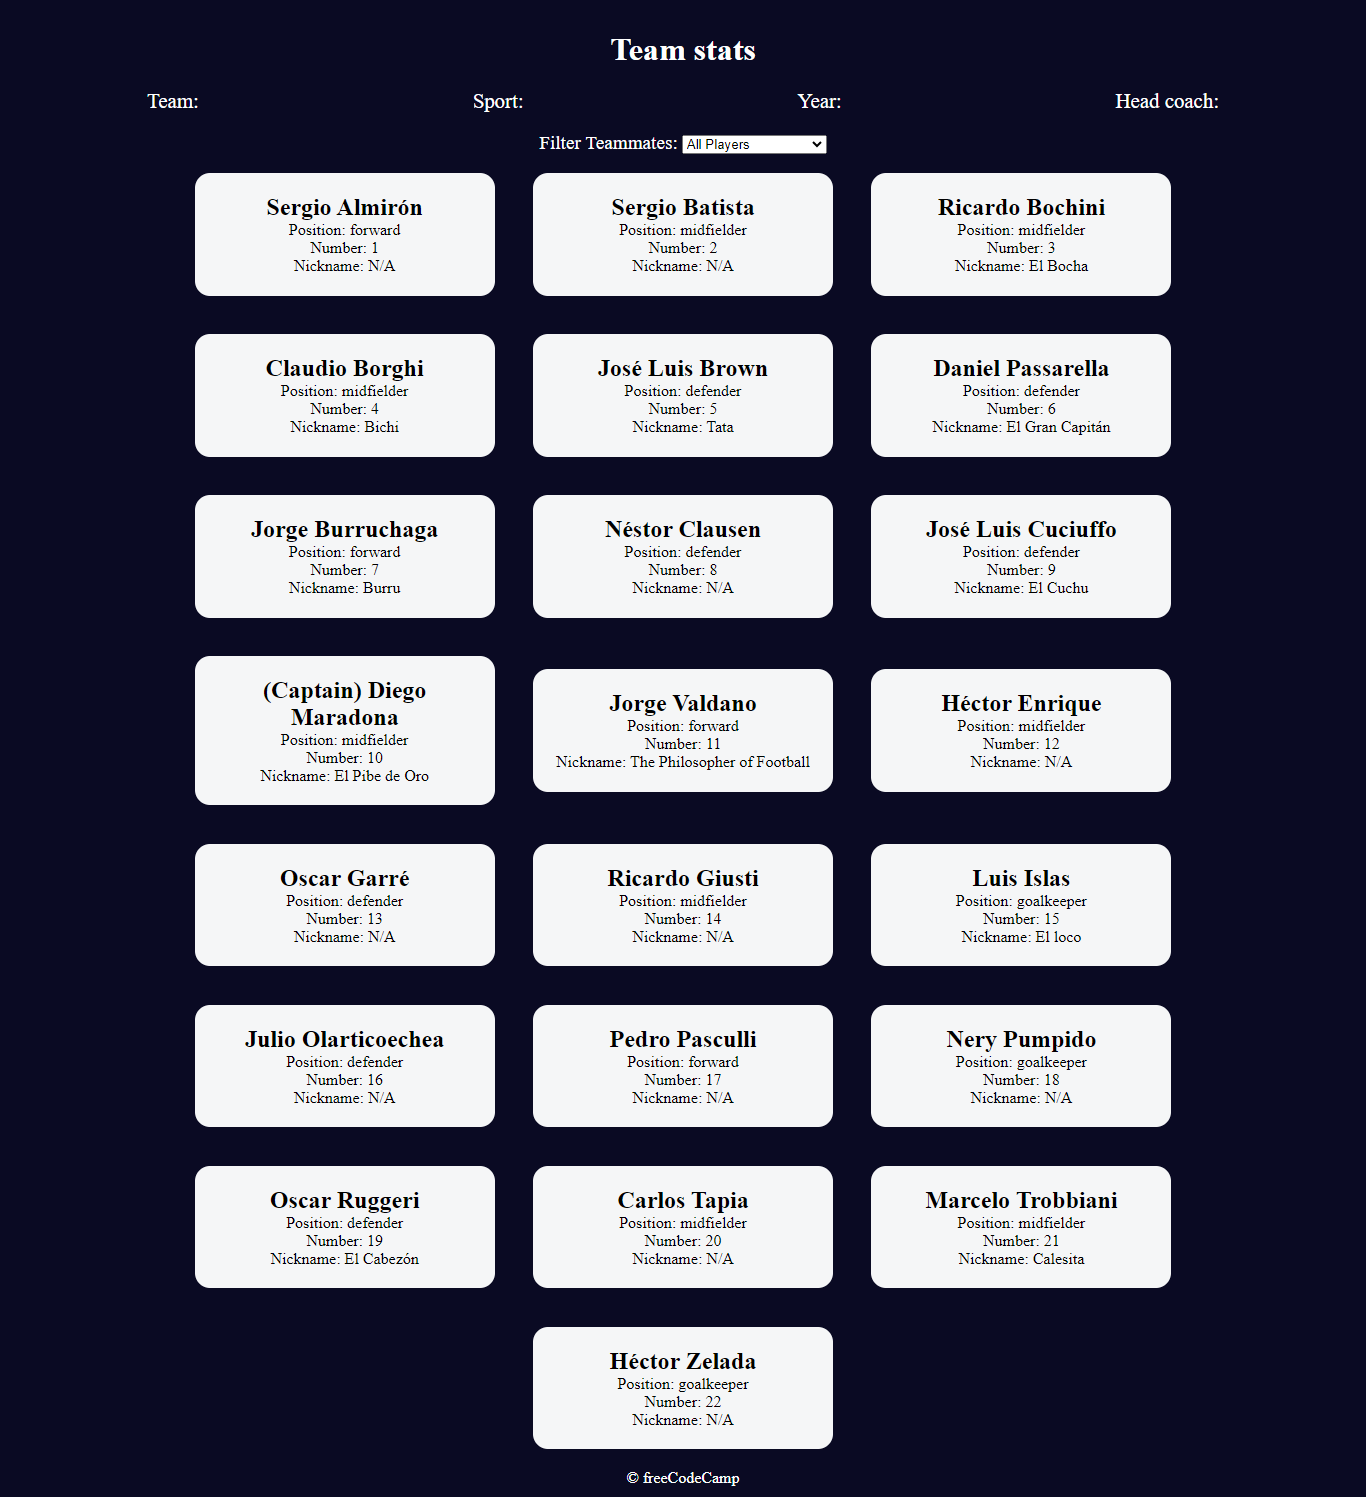 Team stats
Team:
Sport:
Year:
Head coach:
Filter Teammates: All Players
Sergio Almirón
Position: forward
Number: 1
Nickname: N/A
Sergio Batista
Position: midfielder
Number: 2
Nickname: N/A
Ricardo Bochini
Position: midfielder
Number: 3
Nickname: El Bocha
Claudio Borghi
Position: midfielder
Number: 4
Nickname: Bichi
José Luis Brown
Position: defender
Number: 5
Nickname: Tata
Daniel Passarella
Position: defender
Number: 6
Nickname: El Gran Capitán
Jorge Burruchaga
Position: forward
Number: 7
Nickname: Burru
Néstor Clausen
Position: defender
Number: 8
Nickname: N/A
José Luis Cuciuffo
Position: defender
Number: 9
Nickname: El Cuchu
(Captain) Diego
Maradona
Position: midfielder
Number: 10
Nickname: El Pibe de Oro
Jorge Valdano
Position: forward
Number: 11
Nickname: The Philosopher of Football
Héctor Enrique
Position: midfielder
Number: 12
Nickname: N/A
Oscar Garré
Position: defender
Number: 13
Nickname: N/A
Ricardo Giusti
Position: midfielder
Number: 14
Nickname: N/A
Luis Islas
Position: goalkeeper
Number: 15
Nickname: El loco
Julio Olarticoechea
Position: defender
Number: 16
Nickname: N/A
Pedro Pasculli
Position: forward
Number: 17
Nickname: N/A
Nery Pumpido
Position: goalkeeper
Number: 18
Nickname: N/A
Oscar Ruggeri
Position: defender
Number: 19
Nickname: El Cabezón
Carlos Tapia
Position: midfielder
Number: 20
Nickname: N/A
Marcelo Trobbiani
Position: midfielder
Number: 21
Nickname: Calesita
Héctor Zelada
Position: goalkeeper
Number: 22
Nickname: N/A
© freeCodeCamp